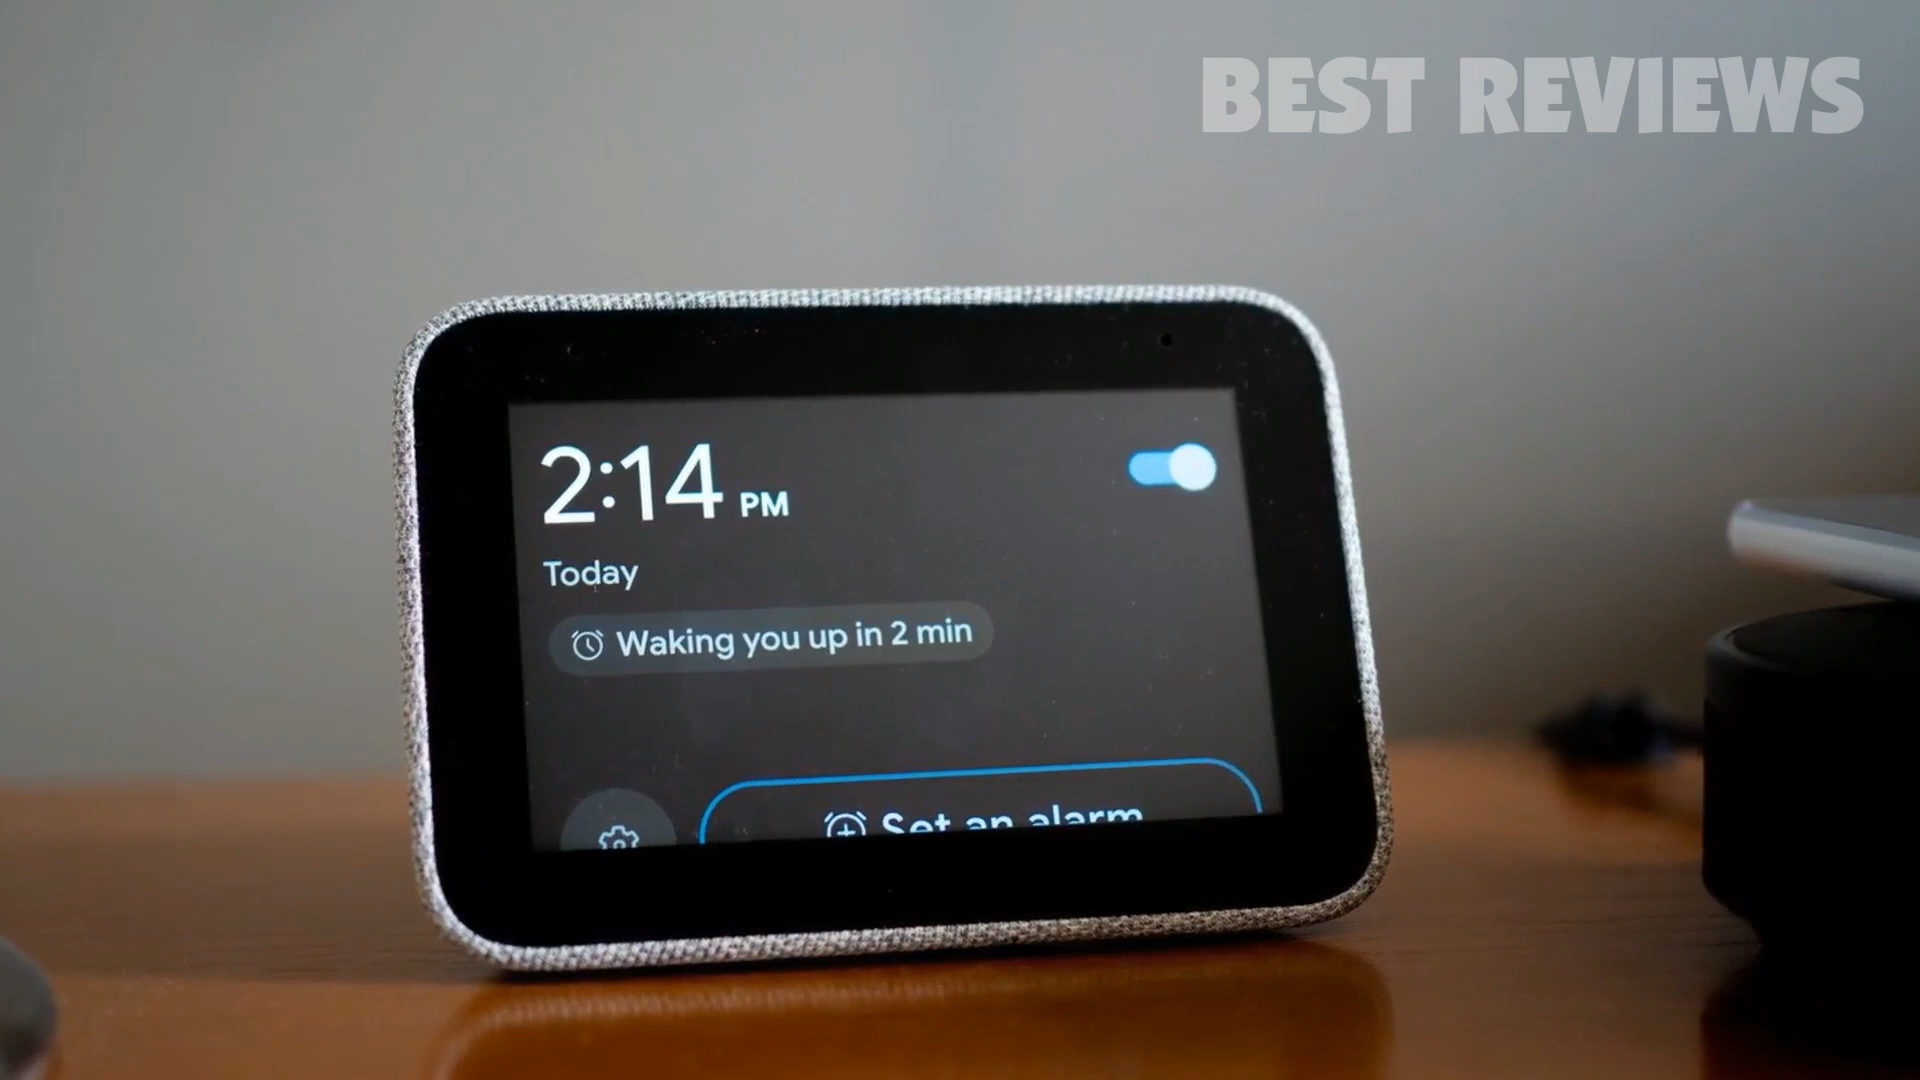 BEST REVIEWS
2:14 PM
Today
Waking you up in 2 min
Set an alarm